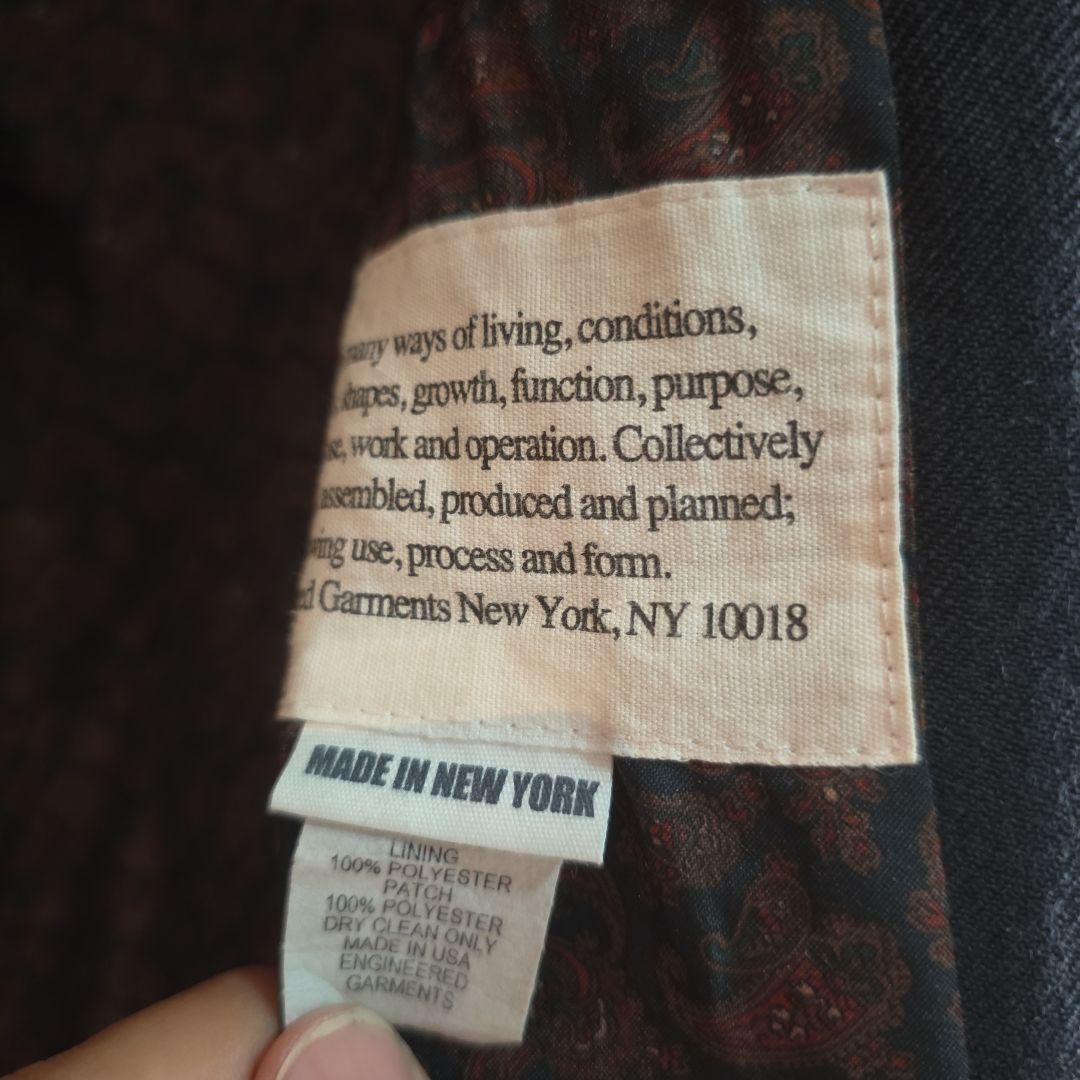 many ways of living, conditions,
shapes, growth, function, purpose,
work and operation. Collectively
assembled, produced and planned;
use, process and form.
Garments New York, NY 10018
MADE IN NEW YORK
LINING
100% POLYESTER
PATCH
100% POLYESTER
DRY CLEAN ONLY
MADE IN USA
ENGINEERED
GARMENTS